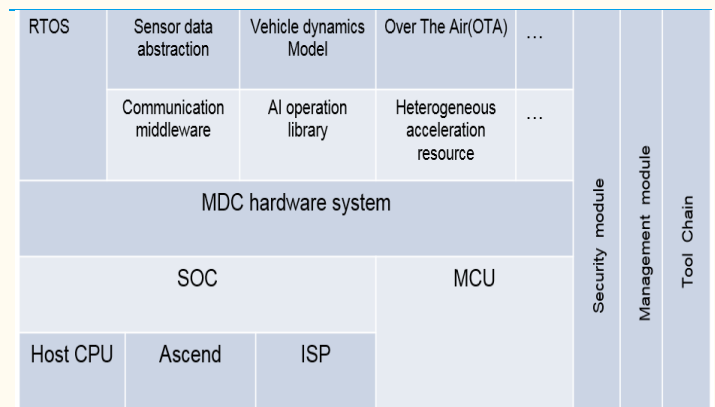 RTOS
Sensor data
abstraction
Vehicle dynamics
Model
Over The Air(OTA)
...
Communication
middleware
AI operation
library
Heterogeneous
acceleration
resource
...
MDC hardware system
SOC
MCU
Host CPU
Ascend
ISP
Security module
Management module
Tool Chain